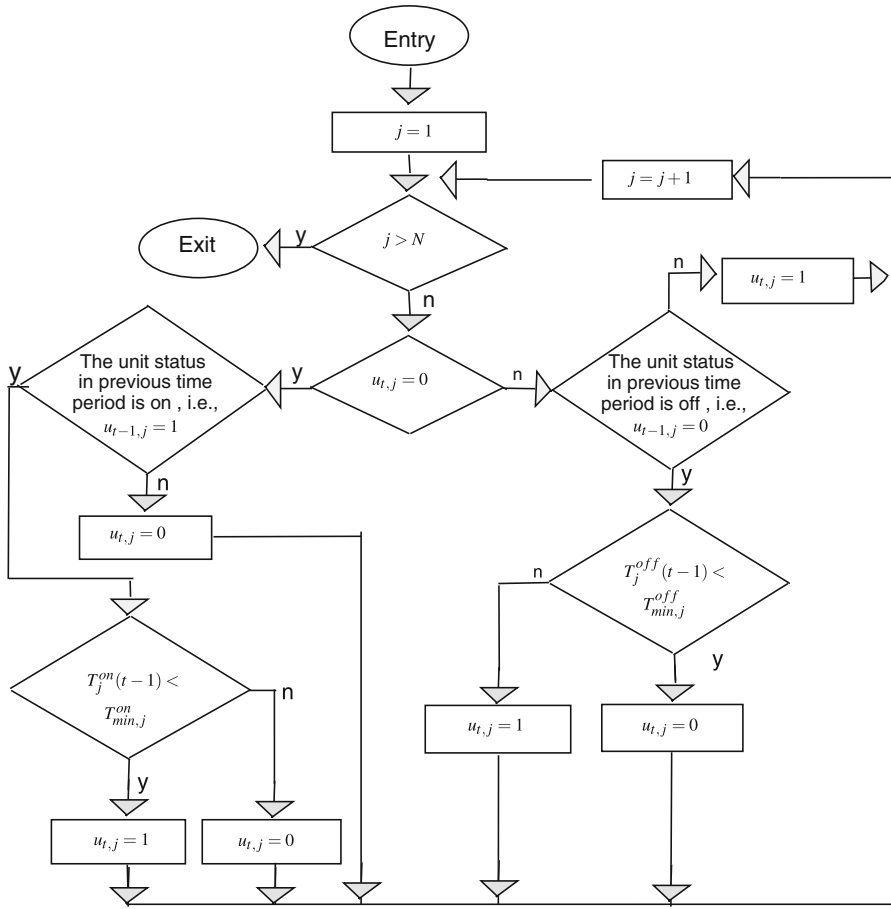 Entry
j = 1
j = j + 1
j > N
y
Exit
n
n
u_{t,j} = 1
u_{t,j} = 0
y
n
The unit status
in previous time
period is on , i.e.,
u_{t−1,j} = 1
y
n
The unit status
in previous time
period is off , i.e.,
u_{t−1,j} = 0
y
u_{t,j} = 0
T_j^{off}(t − 1) <
T_{min,j}^{off}
n
y
T_j^{on}(t − 1) <
T_{min,j}^{on}
n
y
u_{t,j} = 1
u_{t,j} = 0
u_{t,j} = 1
u_{t,j} = 0